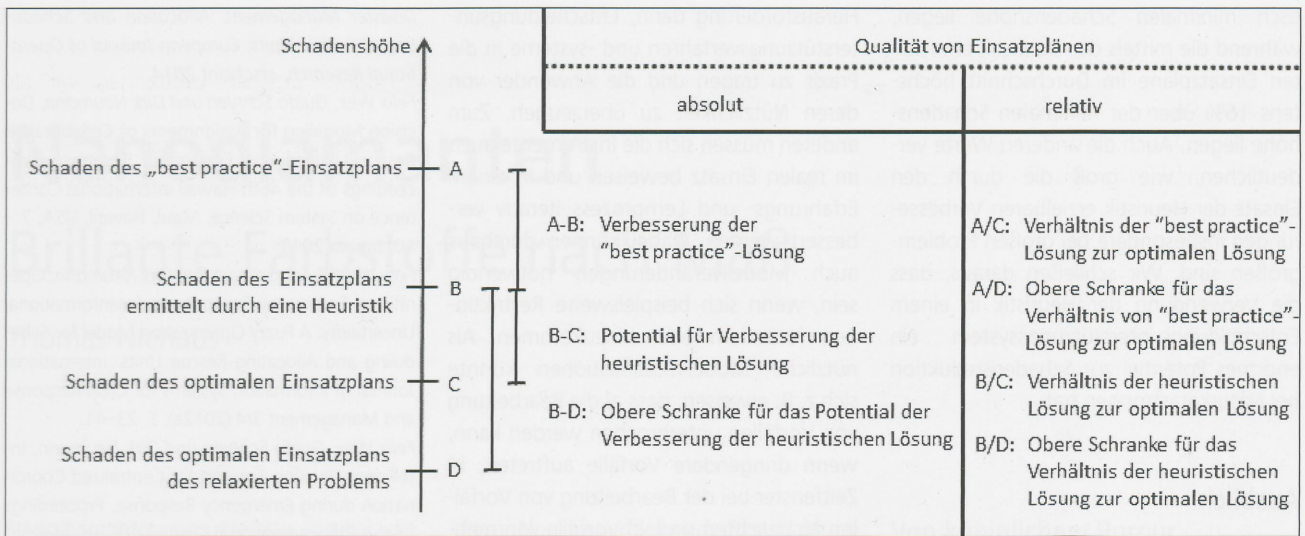 Schadenshöhe
Qualität von Einsatzplänen
absolut
relativ
Schaden des „best practice“-Einsatzplans
A
Schaden des Einsatzplans
ermittelt durch eine Heuristik
B
Schaden des optimalen Einsatzplans
C
Schaden des optimalen Einsatzplans
des relaxierten Problems
D
A-B: Verbesserung der
"best practice"-Lösung
B-C: Potential für Verbesserung der
heuristischen Lösung
B-D: Obere Schranke für das Potential der
Verbesserung der heuristischen Lösung
A/C: Verhältnis der "best practice"-
Lösung zur optimalen Lösung
A/D: Obere Schranke für das
Verhältnis von "best practice"-
Lösung zur optimalen Lösung
B/C: Verhältnis der heuristischen
Lösung zur optimalen Lösung
B/D: Obere Schranke für das
Verhältnis der heuristischen
Lösung zur optimalen Lösung